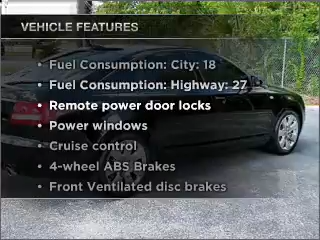 VEHICLE FEATURES
• Fuel Consumption: City: 18
• Fuel Consumption: Highway: 27
• Remote power door locks
• Power windows
• Cruise control
• 4-wheel ABS Brakes
• Front Ventilated disc brakes